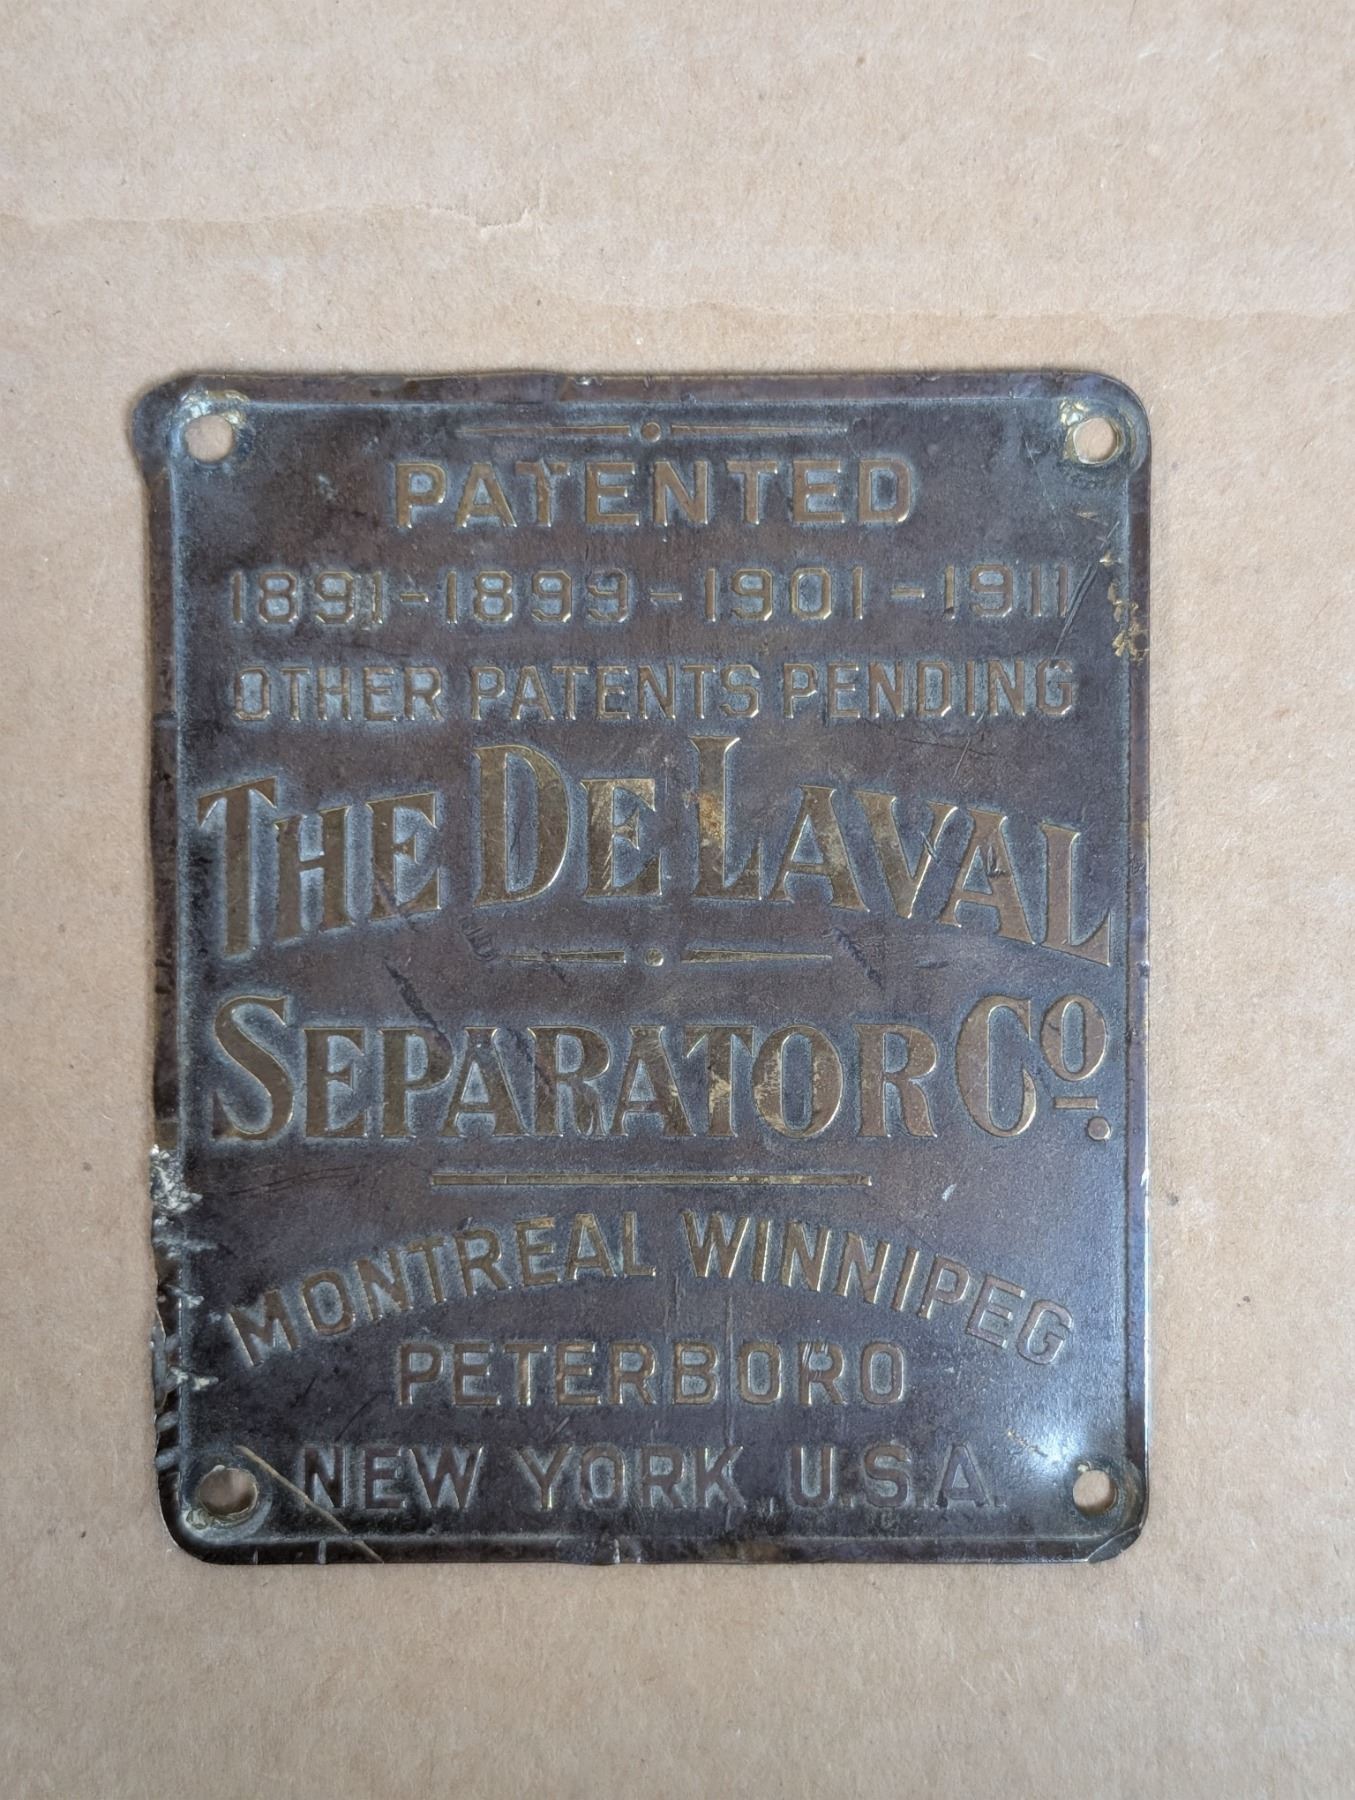 PATENTED
1891-1899-1901-1911
OTHER PATENTS PENDING
THE DE LAVAL
SEPARATOR CO.
MONTREAL WINNIPEG
PETERBORO
NEW YORK U.S.A.